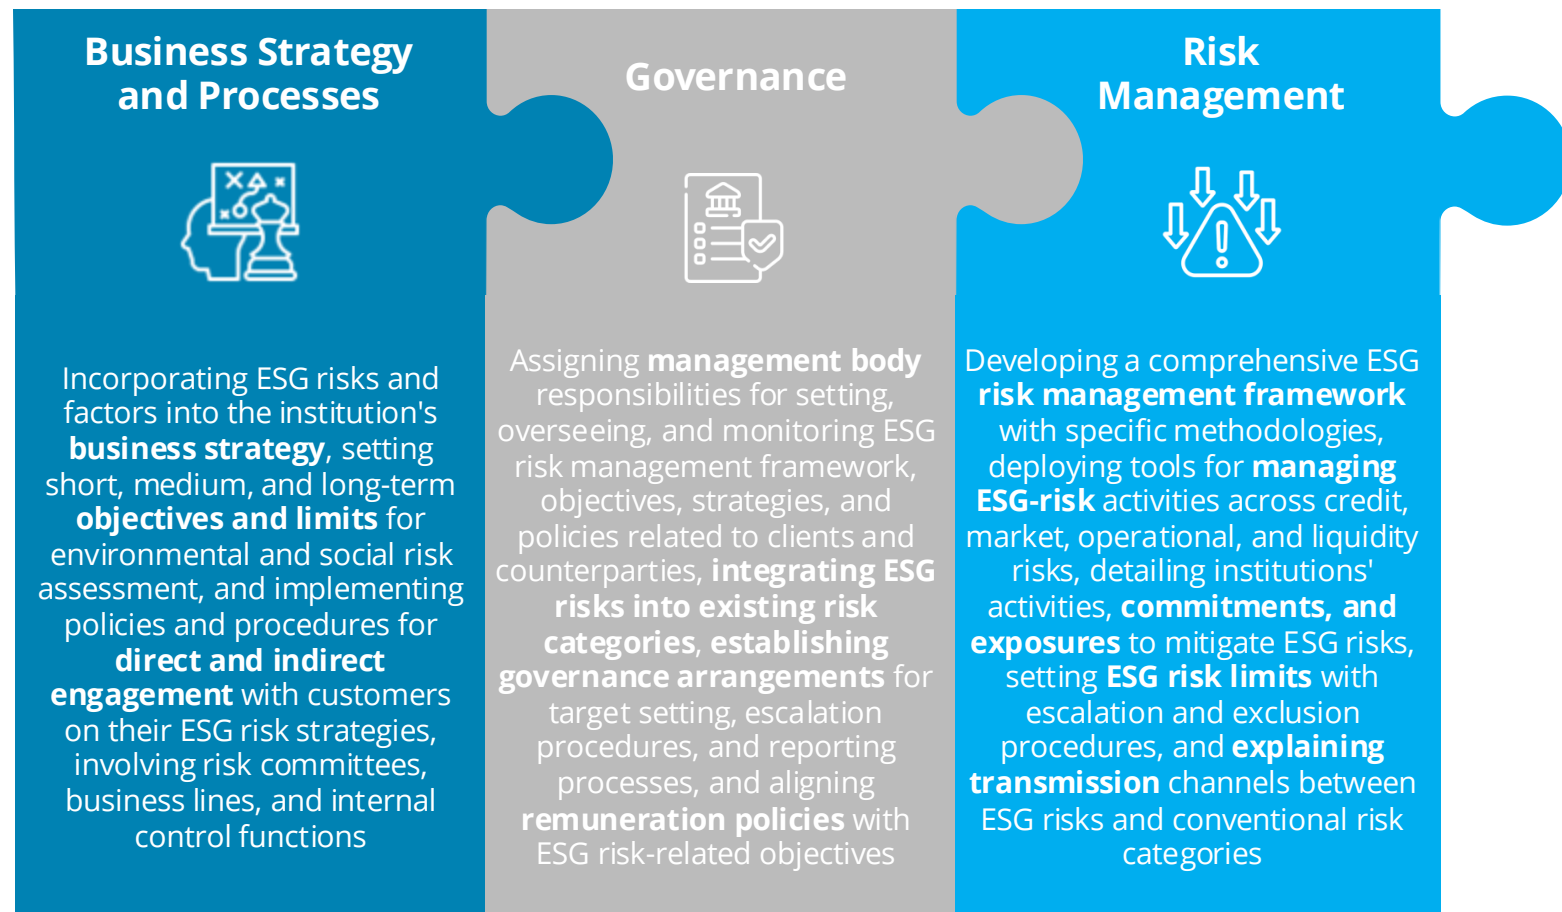 Business Strategy
and Processes
Incorporating ESG risks and
factors into the institution's
business strategy, setting
short, medium, and long-term
objectives and limits for
environmental and social risk
assessment, and implementing
policies and procedures for
direct and indirect
engagement with customers
on their ESG risk strategies,
involving risk committees,
business lines, and internal
control functions
Governance
Assigning management body
responsibilities for setting,
overseeing, and monitoring ESG
risk management framework,
objectives, strategies, and
policies related to clients and
counterparties, integrating ESG
risks into existing risk
categories, establishing
governance arrangements for
target setting, escalation
procedures, and reporting
processes, and aligning
remuneration policies with
ESG risk-related objectives
Risk
Management
Developing a comprehensive ESG
risk management framework
with specific methodologies,
deploying tools for managing
ESG-risk activities across credit,
market, operational, and liquidity
risks, detailing institutions'
activities, commitments, and
exposures to mitigate ESG risks,
setting ESG risk limits with
escalation and exclusion
procedures, and explaining
transmission channels between
ESG risks and conventional risk
categories